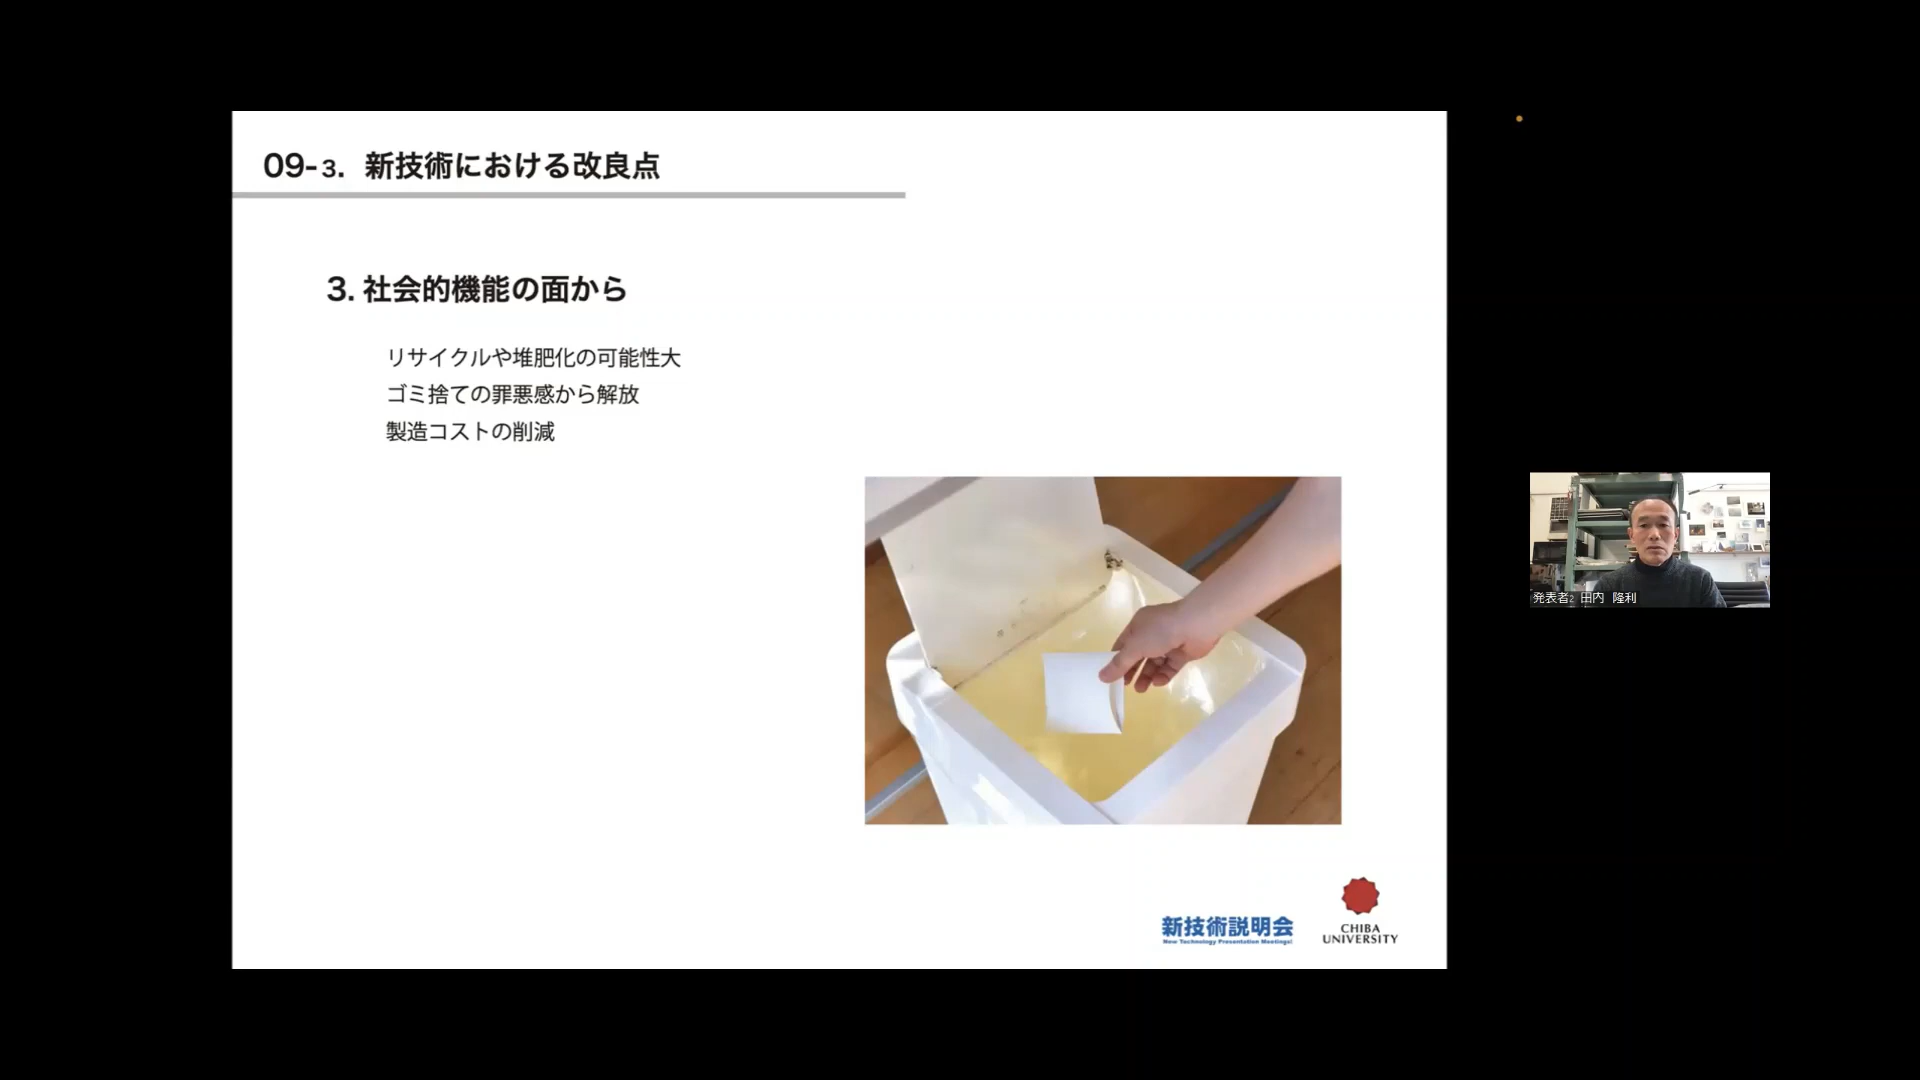 09-3. 新技術における改良点
3. 社会的機能の面から
リサイクルや堆肥化の可能性大
ゴミ捨ての罪悪感から解放
製造コストの削減
発表者2 田内 隆利
新技術説明会
New Technology Presentation Meetings!
CHIBA
UNIVERSITY